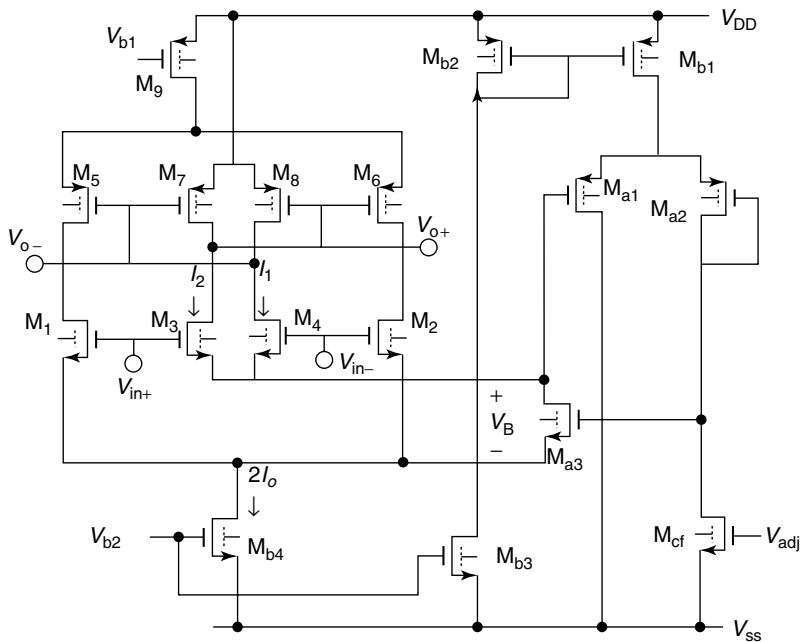 V_b1
M_9
M_b2
V_DD
M_b1
M_5
M_7
M_8
M_6
M_a1
M_a2
V_o−
V_o+
I_2
I_1
M_1
M_3
M_4
M_2
V_in+
V_in−
+
V_B
−
M_a3
2I_o
V_b2
M_b4
M_b3
M_cf
V_adj
V_ss